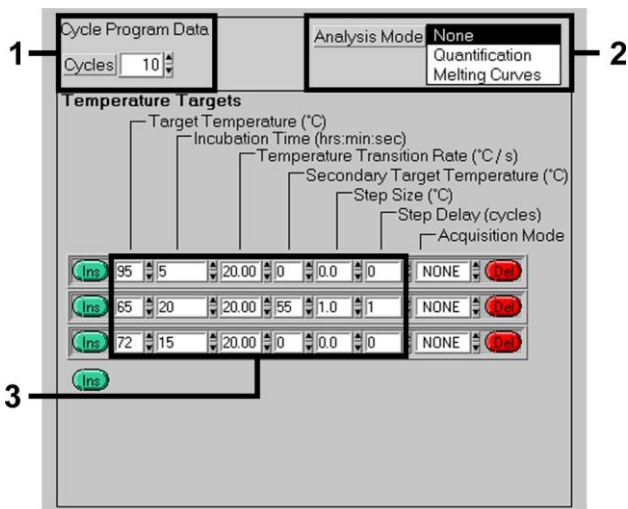 Cycle Program Data
1
Cycles 10
Analysis Mode None
Quantification
Melting Curves
2
Temperature Targets
Target Temperature (°C)
Incubation Time (hrs:min:sec)
Temperature Transition Rate (°C / s)
Secondary Target Temperature (°C)
Step Size (°C)
Step Delay (cycles)
Acquisition Mode
Ins 95 5 20.00 0 0.0 0 NONE Del
Ins 65 20 20.00 55 1.0 1 NONE Del
Ins 72 15 20.00 0 0.0 0 NONE Del
Ins
3